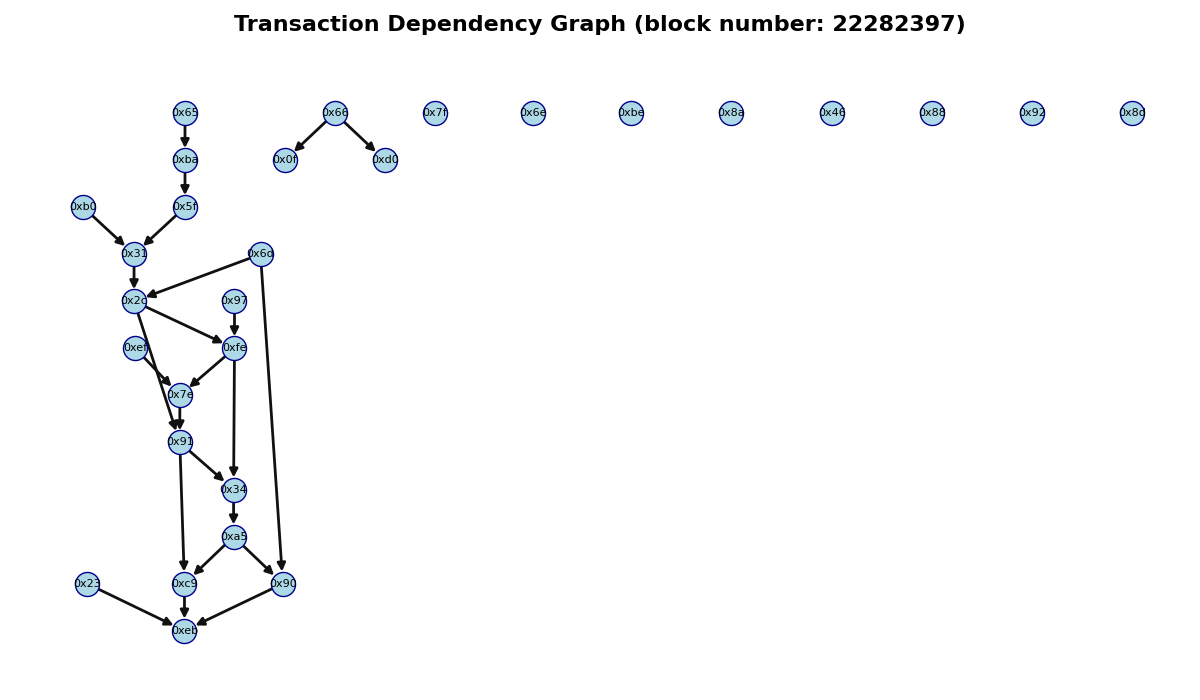 Transaction Dependency Graph (block number: 22282397)
0x65 0x66 0x7f 0x6e 0xbe 0x8a 0x46 0x88 0x92 0x8d
0xba 0x0f 0xd0
0xb0 0x5f
0x31 0x6d
0x2c 0x97
0xef 0xfe
0x7e
0x91
0x34
0xa5
0x23 0xc9 0x90
0xeb